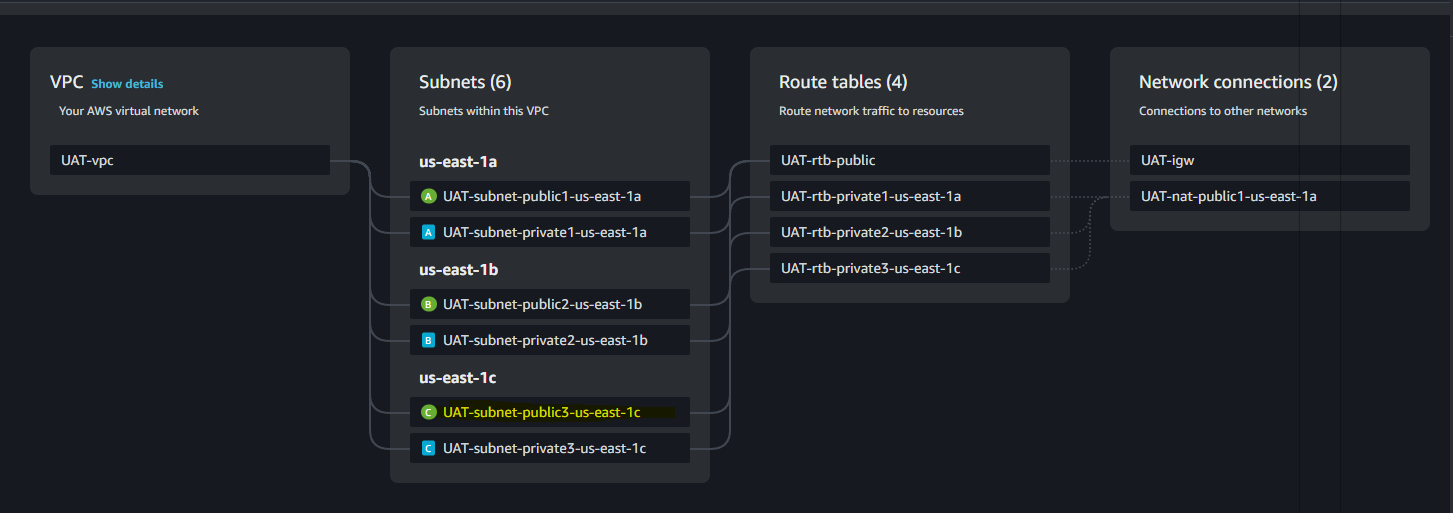 VPC Show details
Your AWS virtual network
UAT-vpc
Subnets (6)
Subnets within this VPC
us-east-1a
A UAT-subnet-public1-us-east-1a
A UAT-subnet-private1-us-east-1a
us-east-1b
B UAT-subnet-public2-us-east-1b
B UAT-subnet-private2-us-east-1b
us-east-1c
C UAT-subnet-public3-us-east-1c
C UAT-subnet-private3-us-east-1c
Route tables (4)
Route network traffic to resources
UAT-rtb-public
UAT-rtb-private1-us-east-1a
UAT-rtb-private2-us-east-1b
UAT-rtb-private3-us-east-1c
Network connections (2)
Connections to other networks
UAT-igw
UAT-nat-public1-us-east-1a